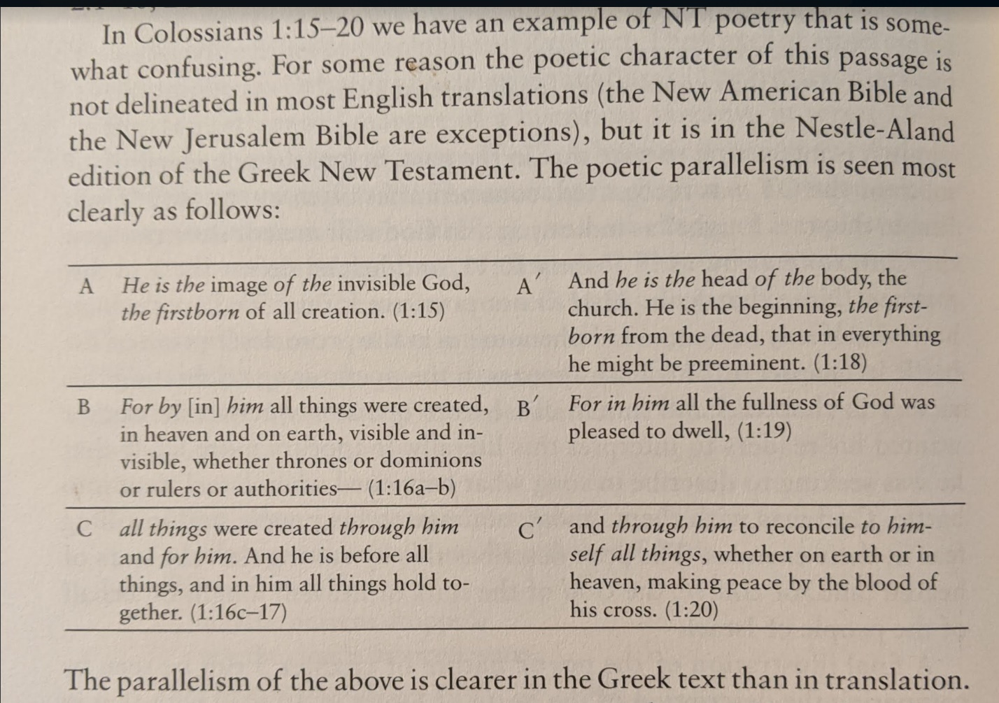 In Colossians 1:15–20 we have an example of NT poetry that is some-
what confusing. For some reason the poetic character of this passage is
not delineated in most English translations (the New American Bible and
the New Jerusalem Bible are exceptions), but it is in the Nestle-Aland
edition of the Greek New Testament. The poetic parallelism is seen most
clearly as follows:
A He is the image of the invisible God,
the firstborn of all creation. (1:15)
A′ And he is the head of the body, the
church. He is the beginning, the first-
born from the dead, that in everything
he might be preeminent. (1:18)
B For by [in] him all things were created,
in heaven and on earth, visible and in-
visible, whether thrones or dominions
or rulers or authorities— (1:16a–b)
B′ For in him all the fullness of God was
pleased to dwell, (1:19)
C all things were created through him
and for him. And he is before all
things, and in him all things hold to-
gether. (1:16c–17)
C′ and through him to reconcile to him-
self all things, whether on earth or in
heaven, making peace by the blood of
his cross. (1:20)
The parallelism of the above is clearer in the Greek text than in translation.